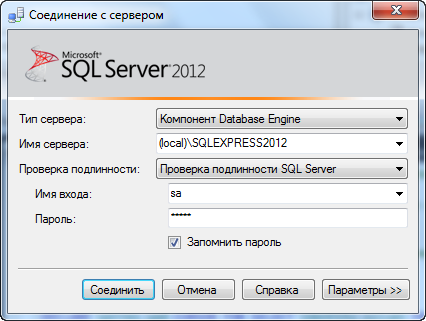 Соединение с сервером
Microsoft
SQL Server 2012
Тип сервера: Компонент Database Engine
Имя сервера: (local)\SQLEXPRESS2012
Проверка подлинности: Проверка подлинности SQL Server
Имя входа: sa
Пароль: *****
Запомнить пароль
Соединить Отмена Справка Параметры >>